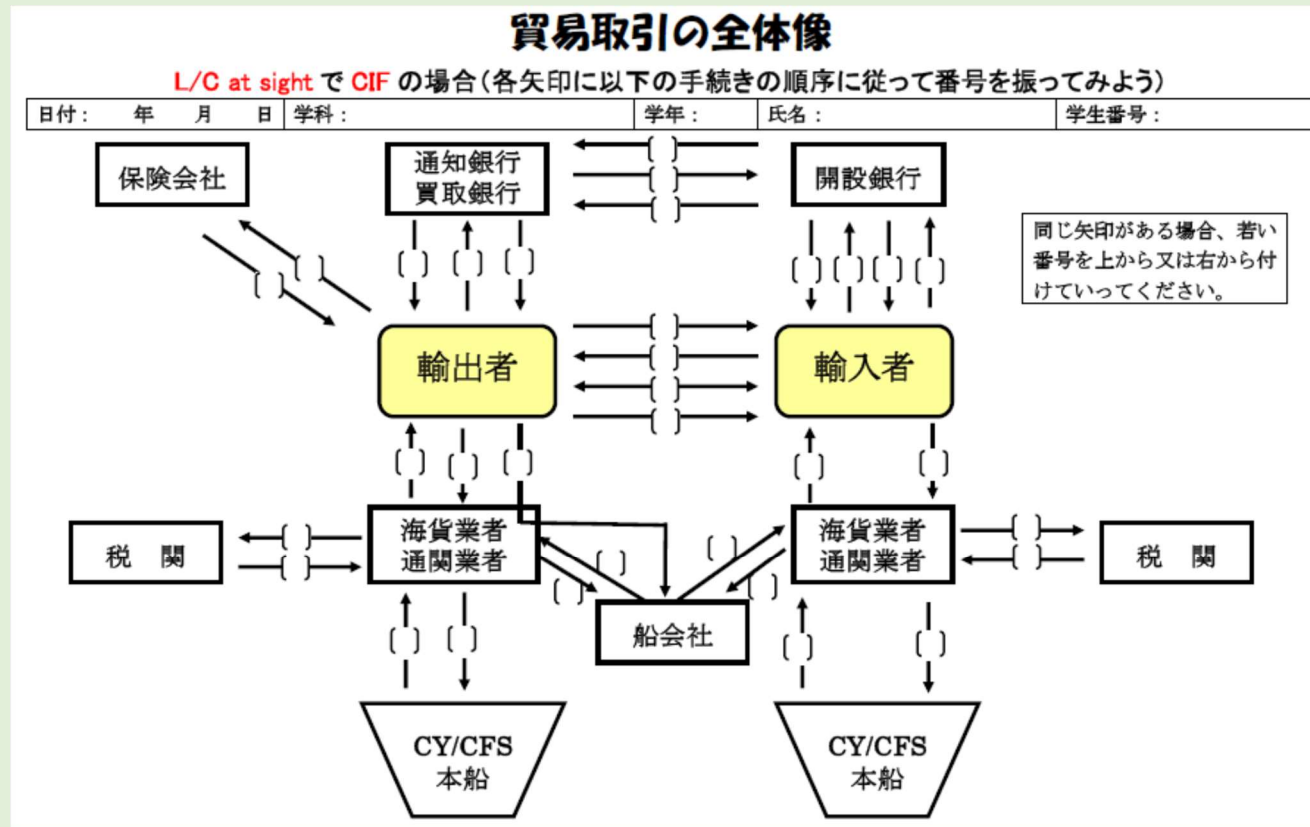 貿易取引の全体像
L/C at sight で CIF の場合(各矢印に以下の手続きの順序に従って番号を振ってみよう)
日付: 年 月 日 学科: 学年: 氏名: 学生番号:
保険会社
通知銀行
買取銀行
開設銀行
同じ矢印がある場合、若い
番号を上から又は右から付
けていってください。
輸出者
輸入者
税 関
海貨業者
通関業者
海貨業者
通関業者
税 関
船会社
CY/CFS
本船
CY/CFS
本船